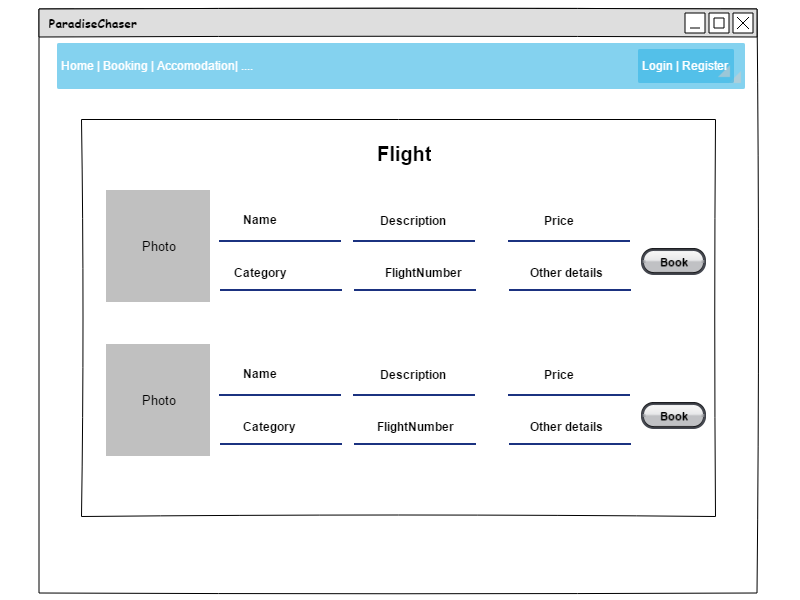 ParadiseChaser
Home | Booking | Accomodation| ....
Login | Register
Flight
Photo
Name
Description
Price
Category
FlightNumber
Other details
Book
Photo
Name
Description
Price
Category
FlightNumber
Other details
Book